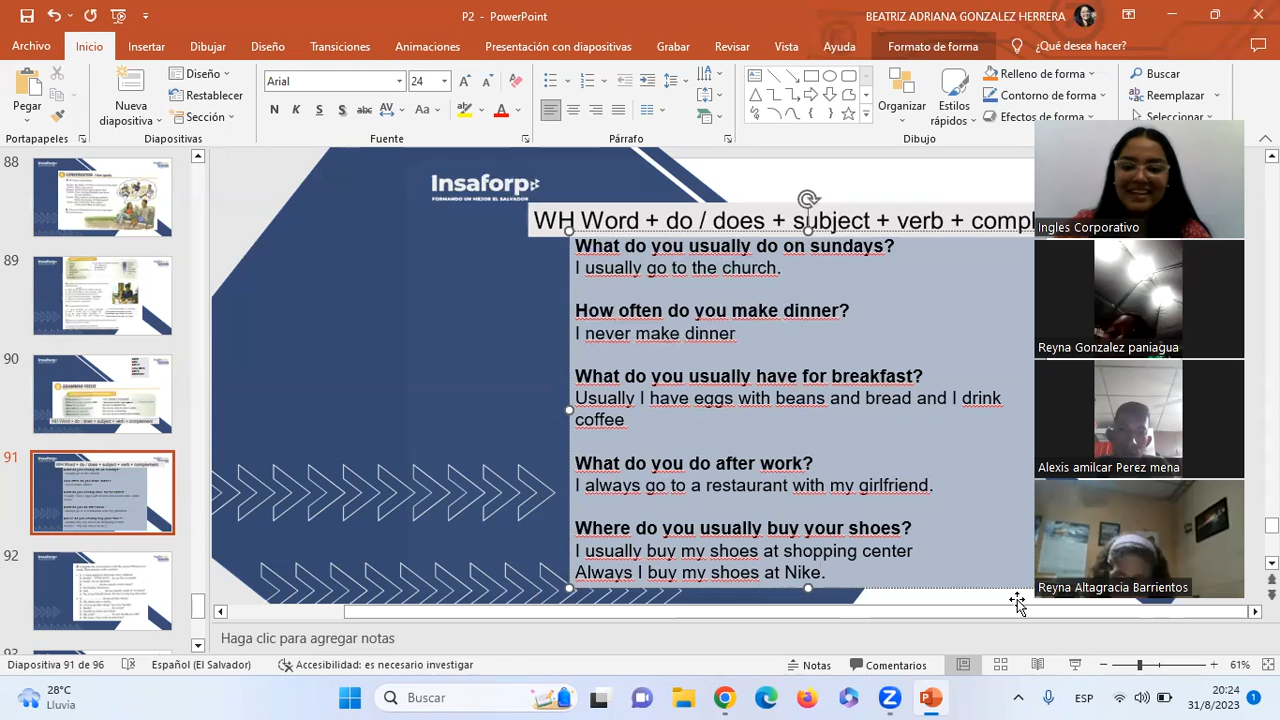 P2 - PowerPoint
BEATRIZ ADRIANA GONZALEZ HERRERA
Archivo Inicio Insertar Dibujar Diseño Transiciones Animaciones Presentación con diapositivas Grabar Revisar Vista Ayuda Formato de forma ¿Qué desea hacer?
Pegar
Nueva diapositiva
Diseño
Restablecer
Sección
Arial 24
N K S S abc AV Aa
Organizar
Estilos rápidos
Relleno de forma
Contorno de forma
Efectos de forma
Buscar
Reemplazar
Portapapeles Diapositivas Fuente Párrafo Dibujo
88
89
90
91
92
Insaforp
FORMANDO UN MEJOR EL SALVADOR
WH Word + do / does + subject + verb +
What do you usually do on sundays?
I usually go to the church.
How often do you make dinner?
I never make dinner
What do you usually have for breakfast?
Usually I have eggs with and bread and I drink
coffee
What do you do after work?
I always go to a restaurant with my girlfriend.
Where do you usually buy your shoes?
I usually buy my shoes at shopping center
Always I buy my shoes in
Ingles Corporativo
Reyna Gonzalez paniagua
Alexis amilcar Perez mena
Reyna Altagracia Barrientos
Haga clic para agregar notas
Diapositiva 91 de 96 Español (El Salvador) Accesibilidad: es necesario investigar Notas Comentarios 61%
28°C
Lluvia
Buscar
ESP
20:24
31/8/2023
1